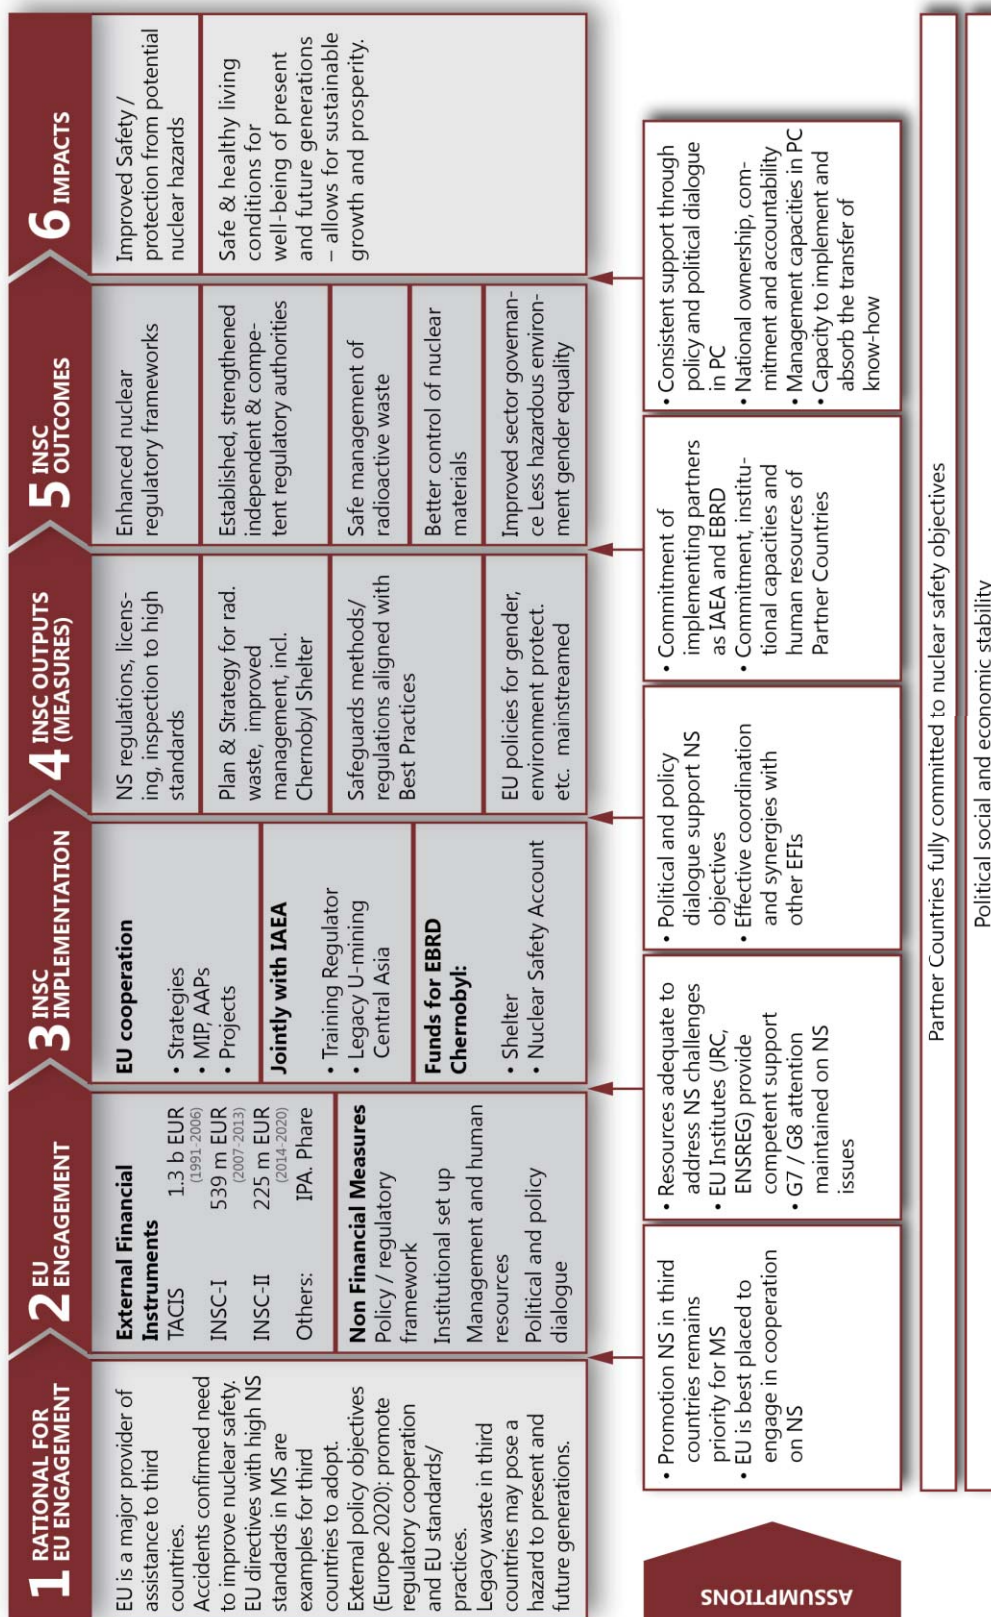 1 RATIONAL FOR
EU ENGAGEMENT
EU is a major provider of
assistance to third
countries.
Accidents confirmed need
to improve nuclear safety.
EU directives with high NS
standards in MS are
examples for third
countries to adopt.
External policy objectives
(Europe 2020): promote
regulatory cooperation
and EU standards/
practices.
Legacy waste in third
countries may pose a
hazard to present and
future generations.
2 EU
ENGAGEMENT
External Financial
Instruments
TACIS 1.3 b EUR
(1991-2006)
INSC-I 539 m EUR
(2007-2013)
INSC-II 225 m EUR
(2014-2020)
Others: IPA. Phare
Non Financial Measures
Policy / regulatory
framework
Institutional set up
Management and human
resources
Political and policy
dialogue
3 INSC
IMPLEMENTATION
EU cooperation
• Strategies
• MIP, AAPs
• Projects
Jointly with IAEA
• Training Regulator
• Legacy U-mining
Central Asia
Funds for EBRD
Chernobyl:
• Shelter
• Nuclear Safety Account
4 INSC OUTPUTS
(MEASURES)
NS regulations, licens-
ing, inspection to high
standards
Plan & Strategy for rad.
waste, improved
management, incl.
Chernobyl Shelter
Safeguards methods/
regulations aligned with
Best Practices
EU policies for gender,
environment protect.
etc. mainstreamed
5 INSC
OUTCOMES
Enhanced nuclear
regulatory frameworks
Established, strengthened
independent & compe-
tent regulatory authorities
Safe management of
radioactive waste
Better control of nuclear
materials
Improved sector governan-
ce Less hazardous environ-
ment gender equality
6 IMPACTS
Improved Safety /
protection from potential
nuclear hazards
Safe & healthy living
conditions for
well-being of present
and future generations
– allows for sustainable
growth and prosperity.
ASSUMPTIONS
• Promotion NS in third
countries remains
priority for MS
• EU is best placed to
engage in cooperation
on NS
• Resources adequate to
address NS challenges
• EU Institutes (JRC,
ENSREG) provide
competent support
• G7 / G8 attention
maintained on NS
issues
• Political and policy
dialogue support NS
objectives
• Effective coordination
and synergies with
other EFIs
• Commitment of
implementing partners
as IAEA and EBRD
• Commitment, institu-
tional capacities and
human resources of
Partner Countries
• Consistent support through
policy and political dialogue
in PC
• National ownership, com-
mitment and accountability
• Management capacities in PC
• Capacity to implement and
absorb the transfer of
know-how
Partner Countries fully committed to nuclear safety objectives
Political social and economic stability